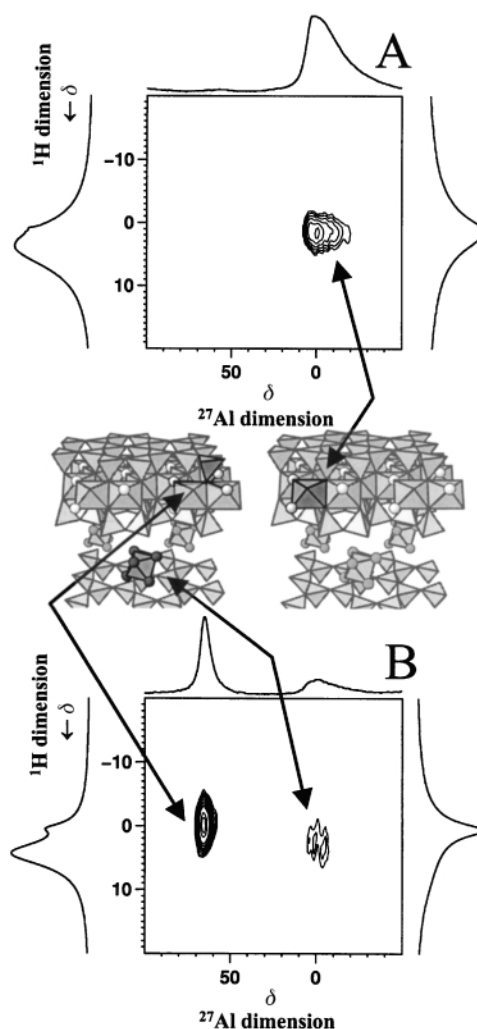 A
¹H dimension
← δ
−10
0
10
50 0
δ
²⁷Al dimension
B
¹H dimension
← δ
−10
0
10
50 0
δ
²⁷Al dimension